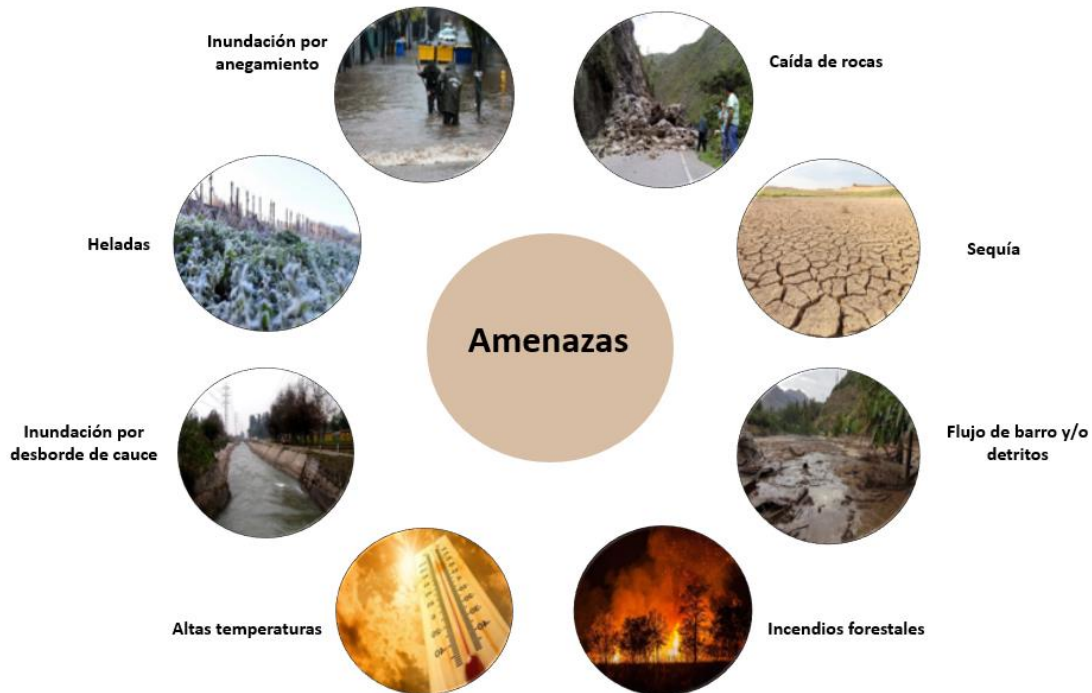 Inundación por
anegamiento
Caída de rocas
Heladas
Sequía
Amenazas
Inundación por
desborde de cauce
Flujo de barro y/o
detritos
Altas temperaturas
Incendios forestales